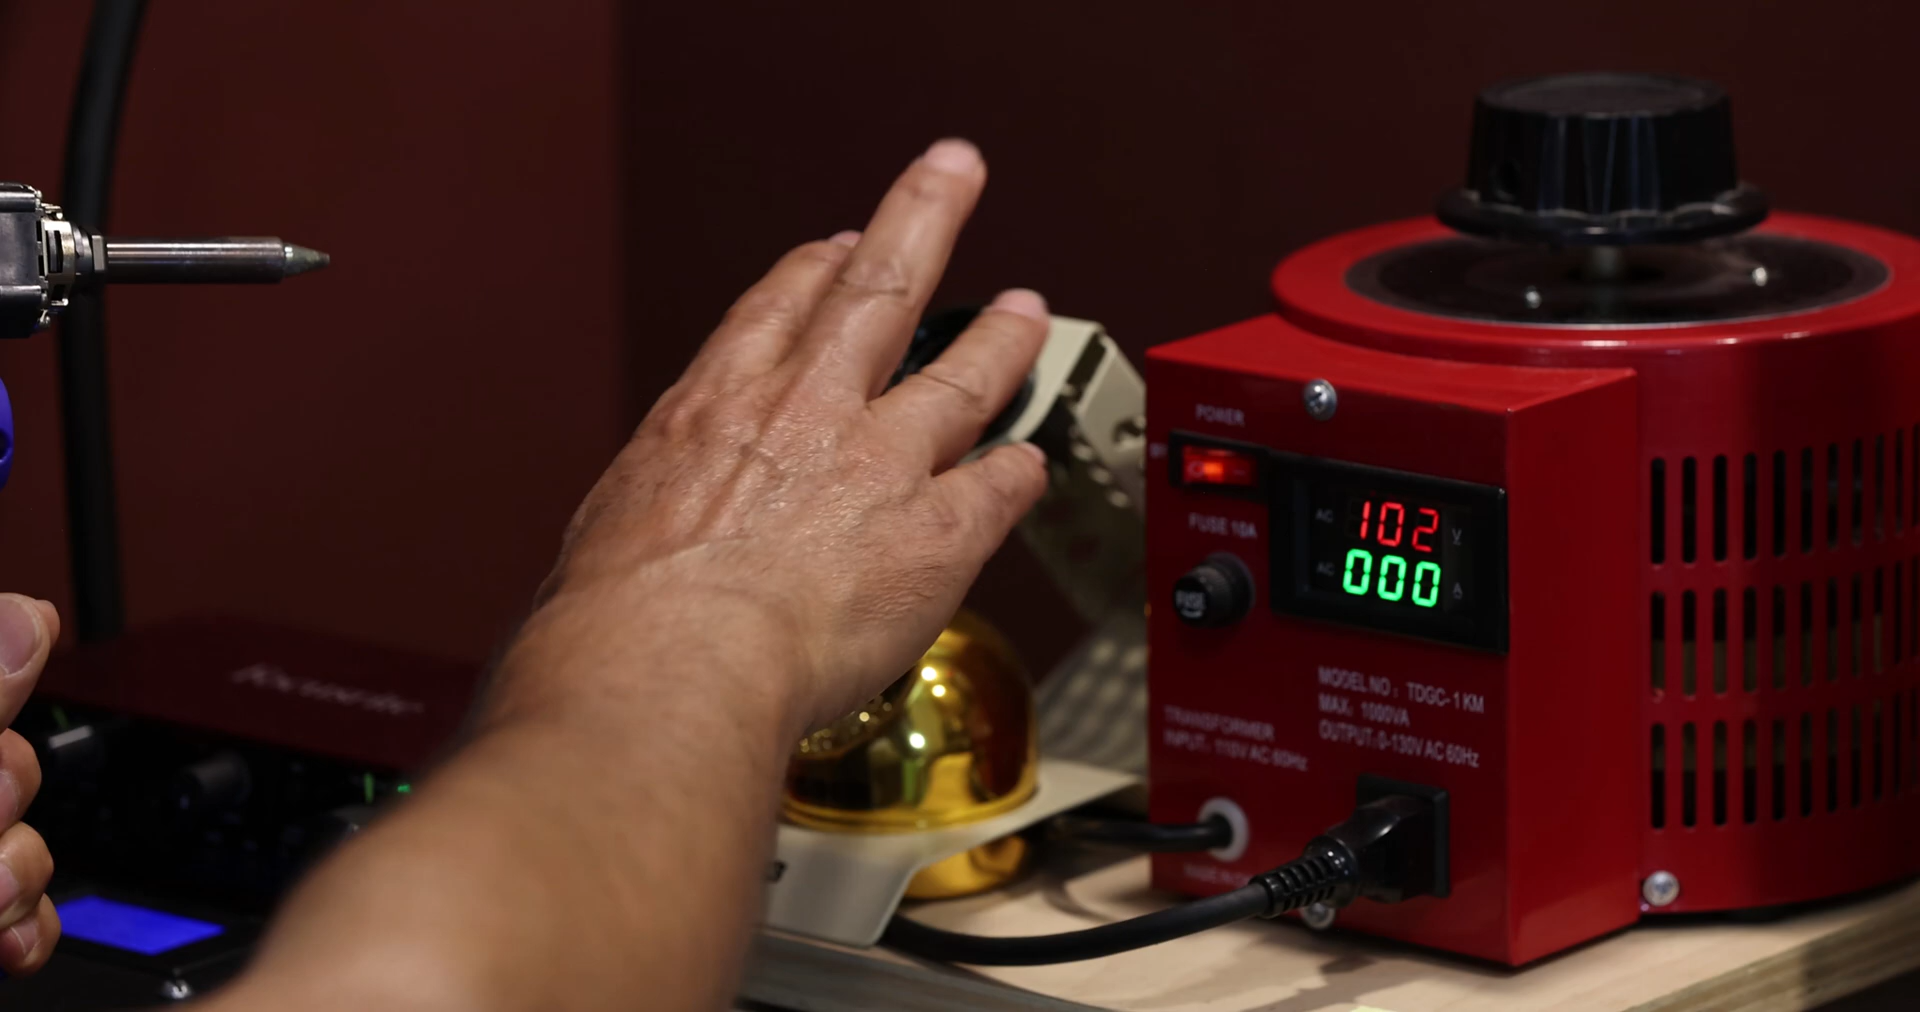 Focusrite
POWER
FUSE 10A
FUSE
AC 102 V
AC 000 A
MODEL NO : TDGC-1KM
MAX: 1000VA
OUTPUT: 0-130V AC 60Hz
TRANSFORMER
INPUT: 110V AC 60Hz